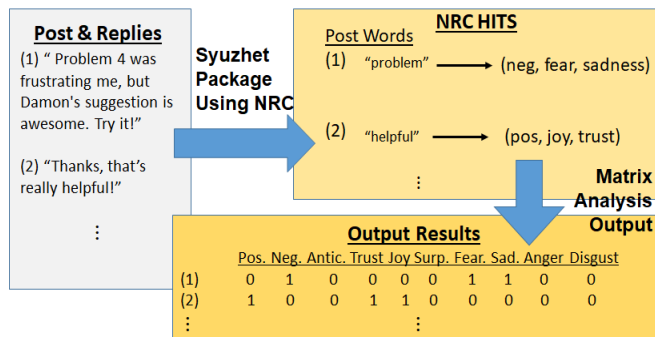 Post & Replies
(1) “ Problem 4 was
frustrating me, but
Damon's suggestion is
awesome. Try it!”
(2) “Thanks, that’s
really helpful!”
⋮
Syuzhet
Package
Using NRC
NRC HITS
Post Words
(1) “problem” (neg, fear, sadness)
(2) “helpful” (pos, joy, trust)
⋮
Matrix
Analysis
Output
Output Results
Pos. Neg. Antic. Trust Joy Surp. Fear. Sad. Anger Disgust
(1) 0 1 0 0 0 0 1 1 0 0
(2) 1 0 0 1 1 0 0 0 0 0
⋮ ⋮